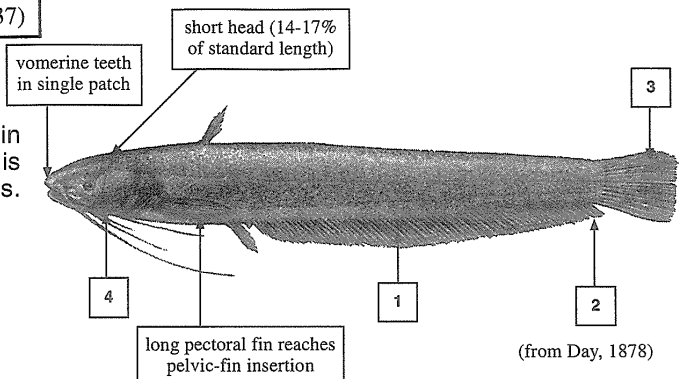 37)
short head (14-17%
of standard length)
vomerine teeth
in single patch
3
in
is
s.
4
1
2
long pectoral fin reaches
pelvic-fin insertion
(from Day, 1878)